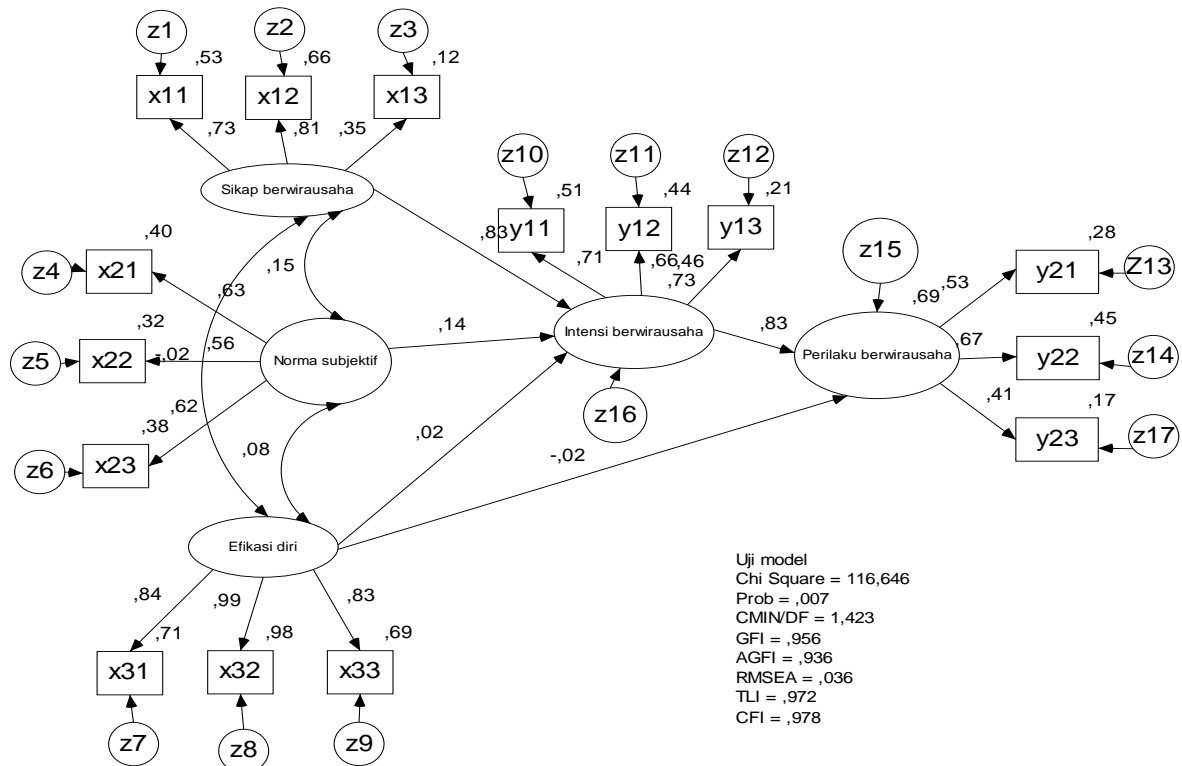 z1 z2 z3
,53 ,66 ,12
x11 x12 x13
,73 ,81 ,35
z10 z11 z12
Sikap berwirausaha
,51 ,44 ,21
,83 y11 y12 y13
z15
,40
z4 x21
,15
,71 ,66 ,46
,73
,28
y21 Z13
,53
,63
,69
,32
,14
Intensi berwirausaha
,83
,67
,45
z5 x22 -,02 ,56
Norma subjektif
Perilaku berwirausaha
y22 z14
,62
,38
z16
,41
,17
z6 x23
,08
,02
-,02
y23 z17
Efikasi diri
,84 ,99 ,83
,71 ,98 ,69
x31 x32 x33
z7 z8 z9
Uji model
Chi Square = 116,646
Prob = ,007
CMIN/DF = 1,423
GFI = ,956
AGFI = ,936
RMSEA = ,036
TLI = ,972
CFI = ,978